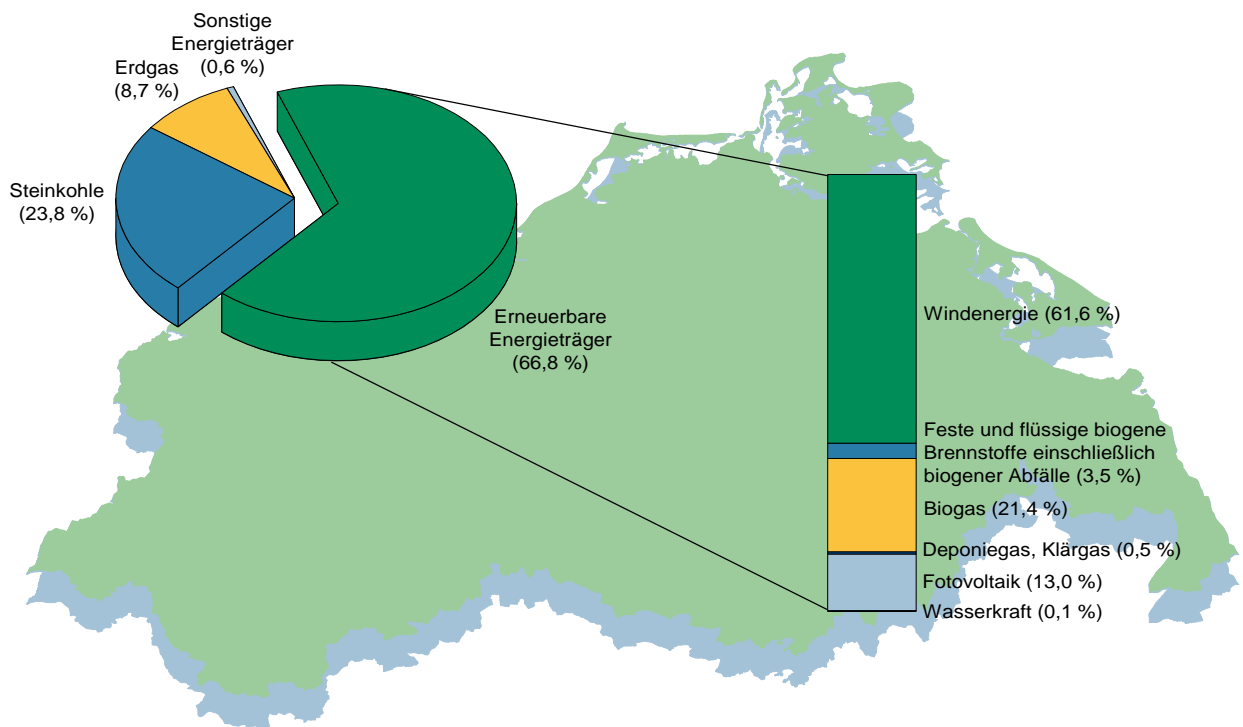 Sonstige
Energieträger
(0,6 %)
Erdgas
(8,7 %)
Steinkohle
(23,8 %)
Erneuerbare
Energieträger
(66,8 %)
Windenergie (61,6 %)
Feste und flüssige biogene
Brennstoffe einschließlich
biogener Abfälle (3,5 %)
Biogas (21,4 %)
Deponiegas, Klärgas (0,5 %)
Fotovoltaik (13,0 %)
Wasserkraft (0,1 %)